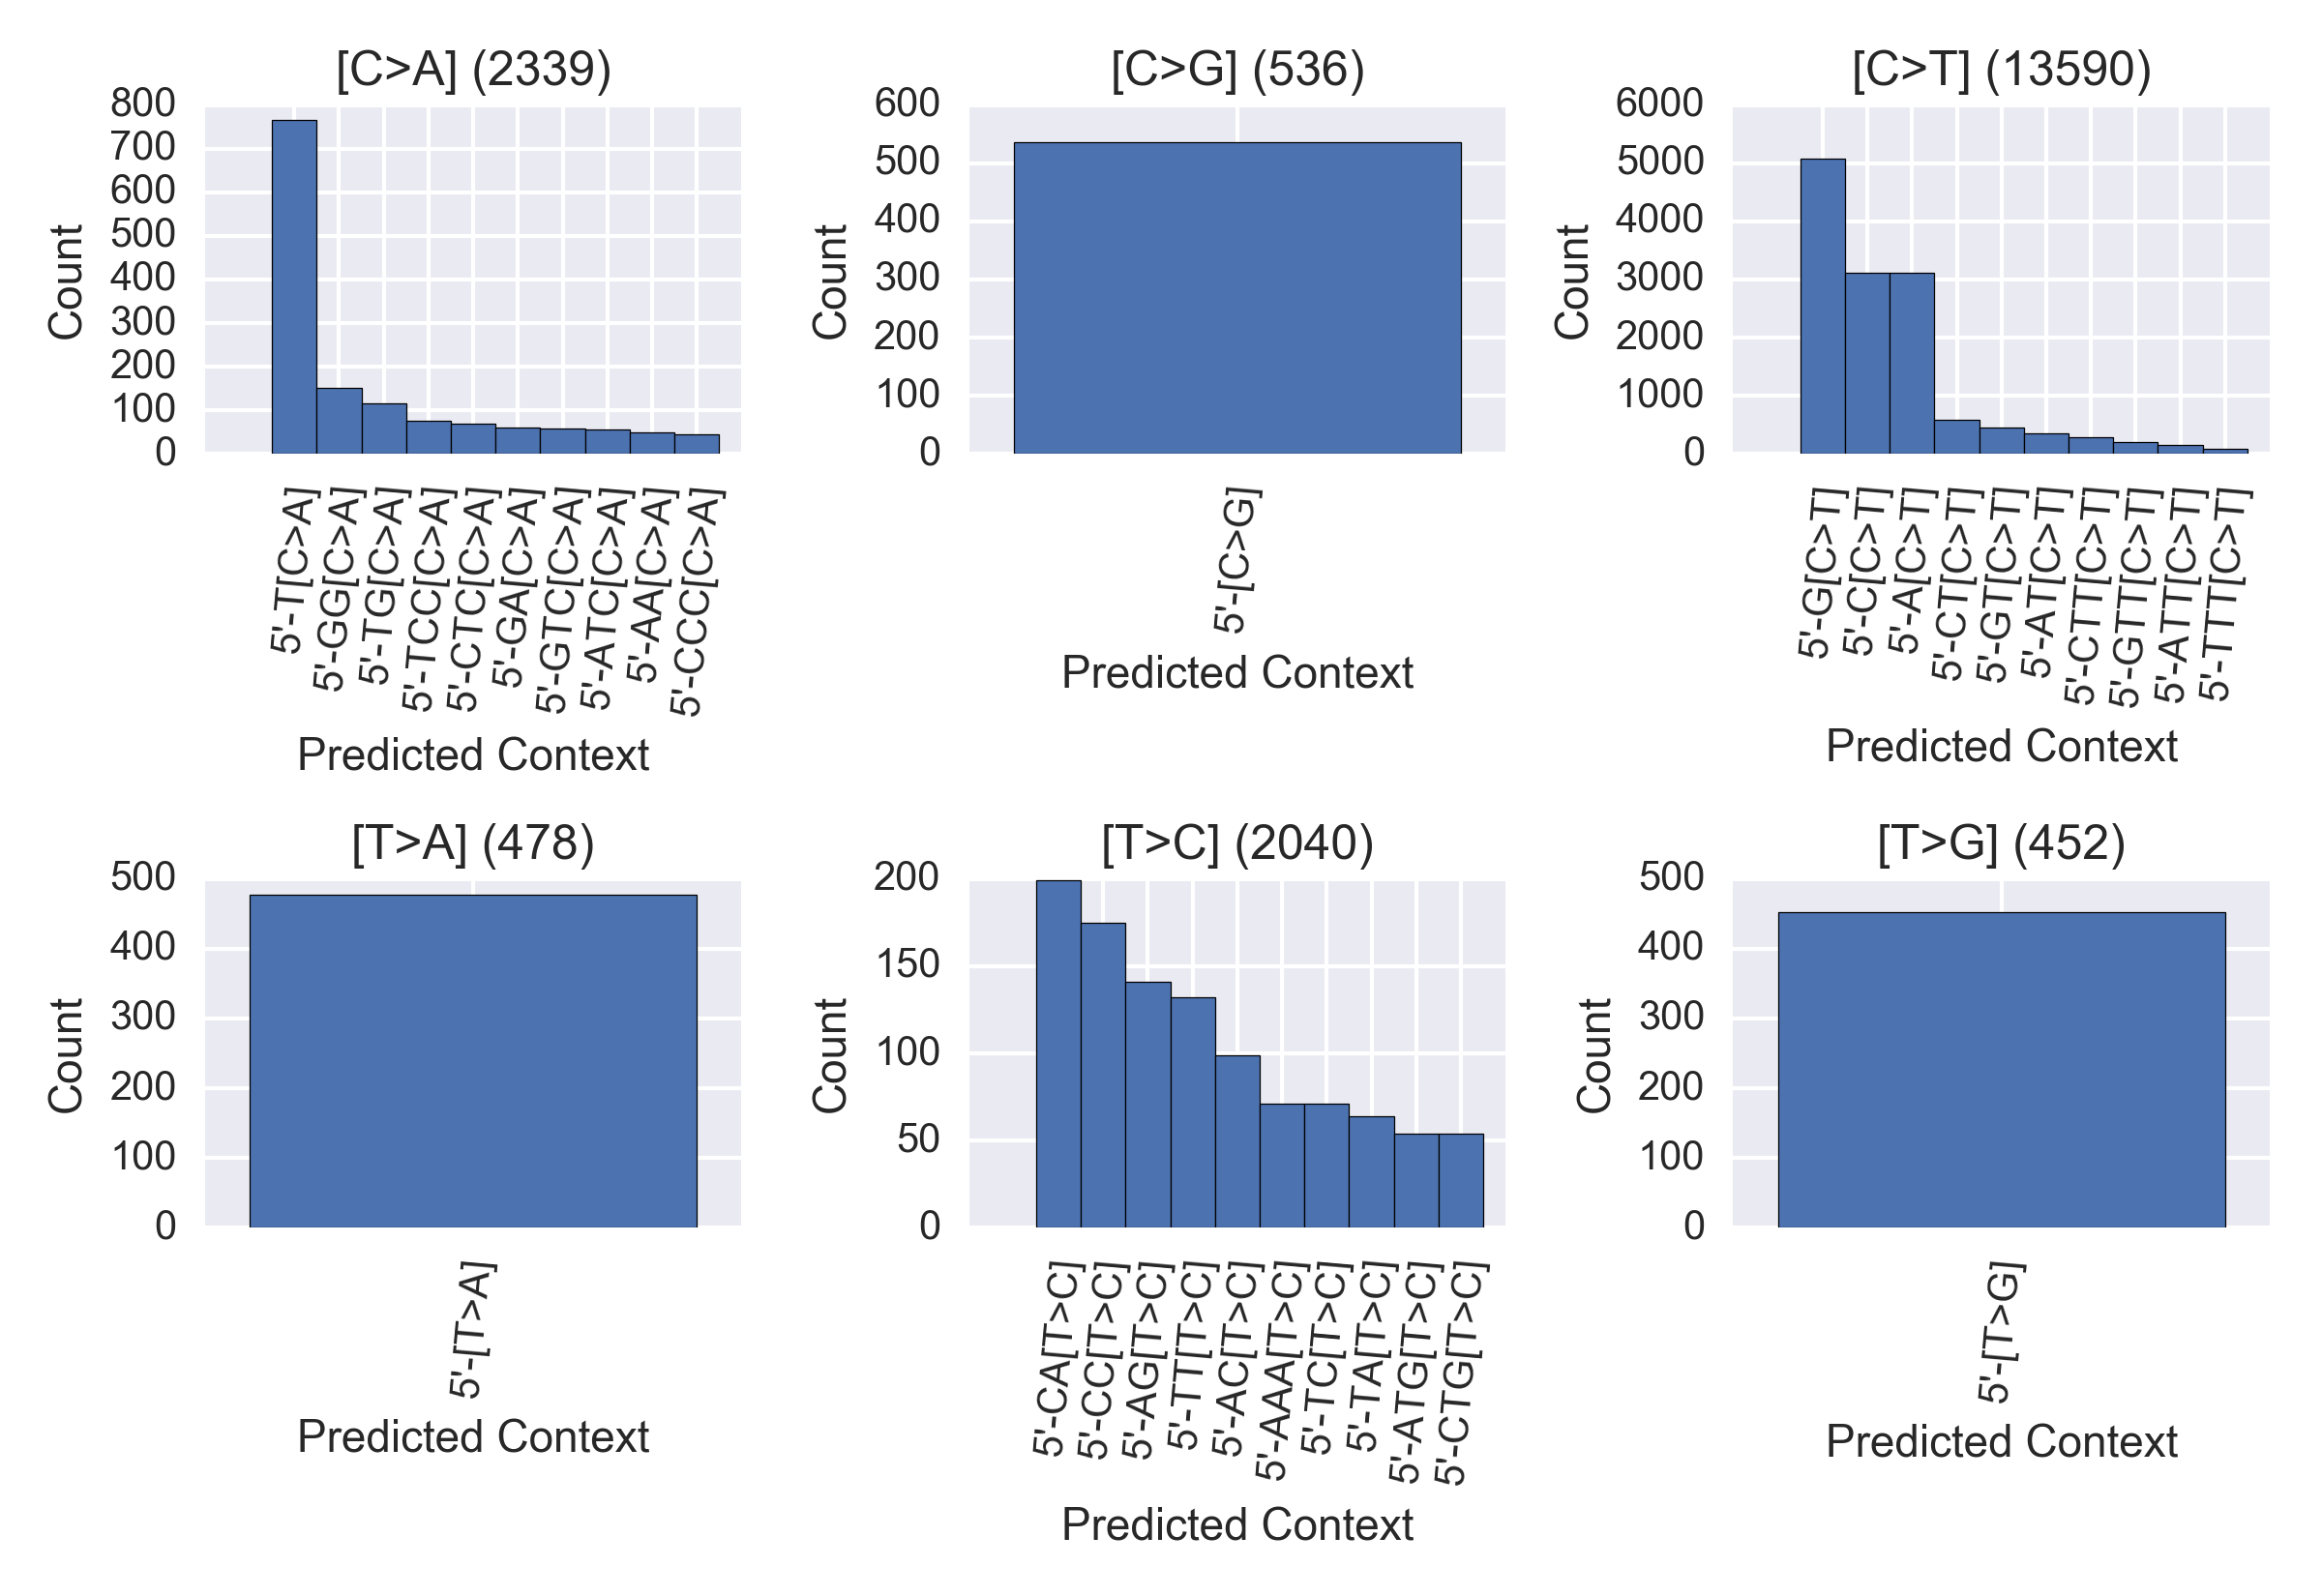 [C>A] (2339)
800
700
600
500
400
300
200
100
0
Count
5'-T[C>A]
5'-GG[C>A]
5'-TG[C>A]
5'-TCC[C>A]
5'-CTC[C>A]
5'-GA[C>A]
5'-GTC[C>A]
5'-ATC[C>A]
5'-AA[C>A]
5'-CCC[C>A]
Predicted Context
[C>G] (536)
600
500
400
300
200
100
0
Count
5'-[C>G]
Predicted Context
[C>T] (13590)
6000
5000
4000
3000
2000
1000
0
Count
5'-G[C>T]
5'-C[C>T]
5'-A[C>T]
5'-CT[C>T]
5'-GT[C>T]
5'-AT[C>T]
5'-CTT[C>T]
5'-GTT[C>T]
5'-ATT[C>T]
5'-TTT[C>T]
Predicted Context
[T>A] (478)
500
400
300
200
100
0
Count
5'-[T>A]
Predicted Context
[T>C] (2040)
200
150
100
50
0
Count
5'-CA[T>C]
5'-CC[T>C]
5'-AG[T>C]
5'-TT[T>C]
5'-AC[T>C]
5'-AAA[T>C]
5'-TC[T>C]
5'-TA[T>C]
5'-ATG[T>C]
5'-CTG[T>C]
Predicted Context
[T>G] (452)
500
400
300
200
100
0
Count
5'-[T>G]
Predicted Context